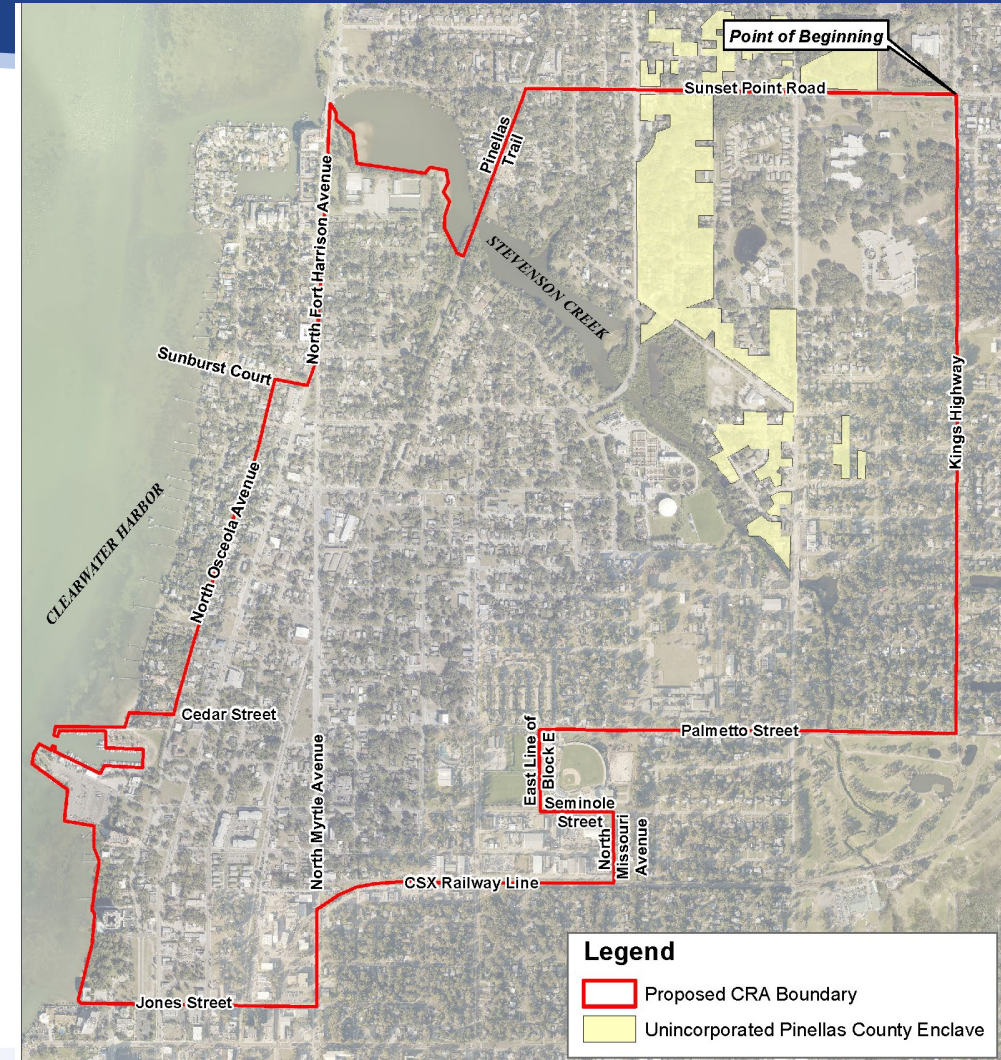 Point of Beginning
Sunset Point Road
Pinellas
Trail
North Fort Harrison Avenue
STEVENSON CREEK
Sunburst Court
Kings Highway
North Osceola Avenue
CLEARWATER HARBOR
Cedar Street
Palmetto Street
East Line of
Block E
North Myrtle Avenue
Seminole
Street
North
Missouri
Avenue
CSX Railway Line
Jones Street
Legend
Proposed CRA Boundary
Unincorporated Pinellas County Enclave